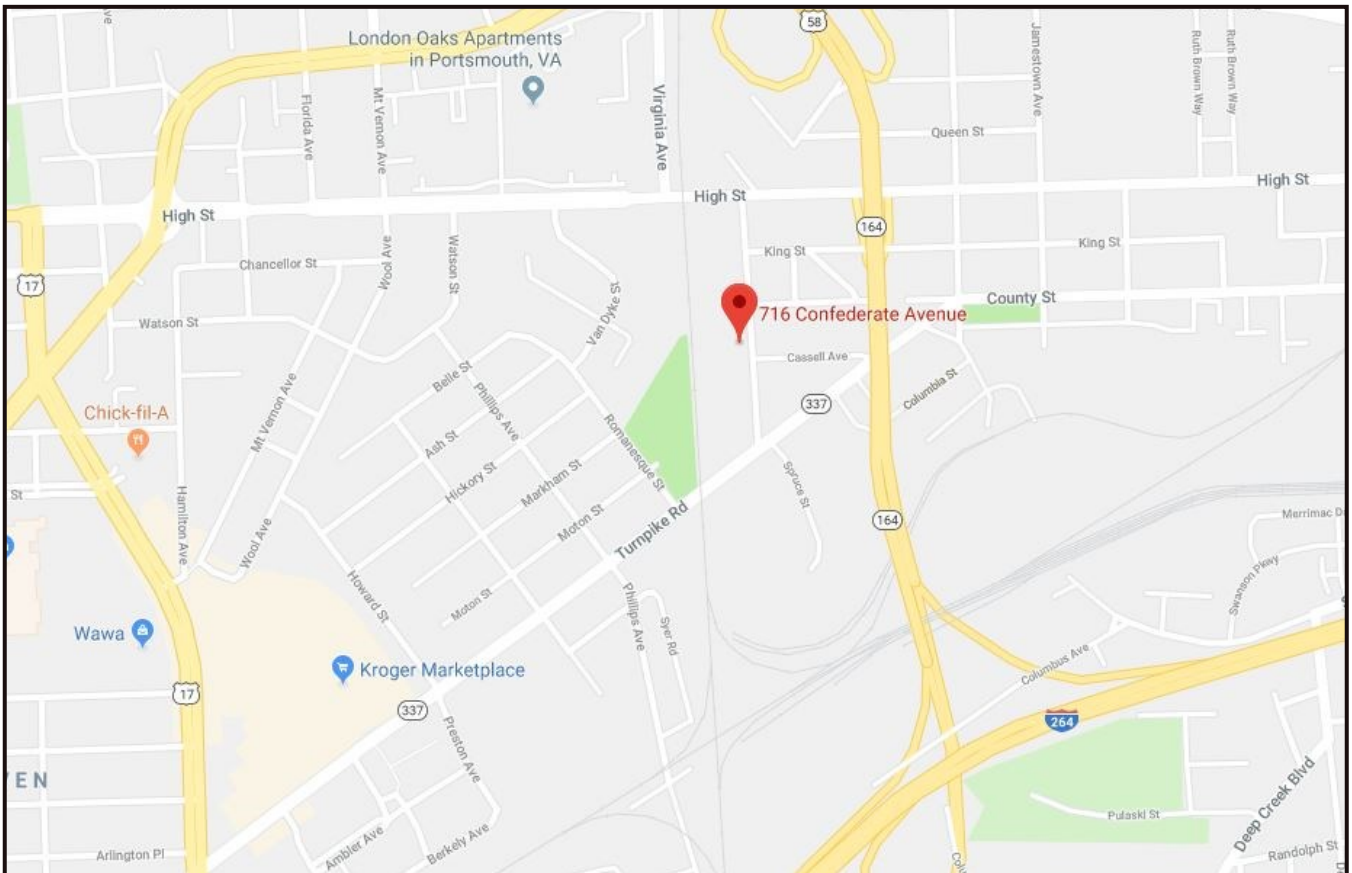 58
London Oaks Apartments
in Portsmouth, VA
Florida Ave
Mt Vernon Ave
Virginia Ave
Jamestown Ave
Ruth Brown Way
Ruth Brown Way
Queen St
High St
High St
High St
164
17
Chancellor St
Wool Ave
Watson St
Van Dyke St
King St
King St
County St
716 Confederate Avenue
Watson St
Belle St
Cassell Ave
Columbia St
337
Chick-fil-A
Mt Vernon Ave
Phillips Ave
Ash St
Romanesque St
Hickory St
Markham St
Spruce St
St
Hamilton Ave
Wool Ave
Moton St
Turnpike Rd
164
Merrimac
Howard St
Moton St
Phillips Ave
Syer Rd
Swanson Pkwy
Wawa
Kroger Marketplace
Columbus Ave
17
337
264
Preston Ave
VEN
Pulaski St
Deep Creek Blvd
Arlington Pl
Ambler Ave
Berkely Ave
Randolph St